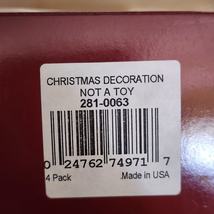 CHRISTMAS DECORATION
NOT A TOY
281-0063
0 24762 74971 7
4 Pack .Made in USA